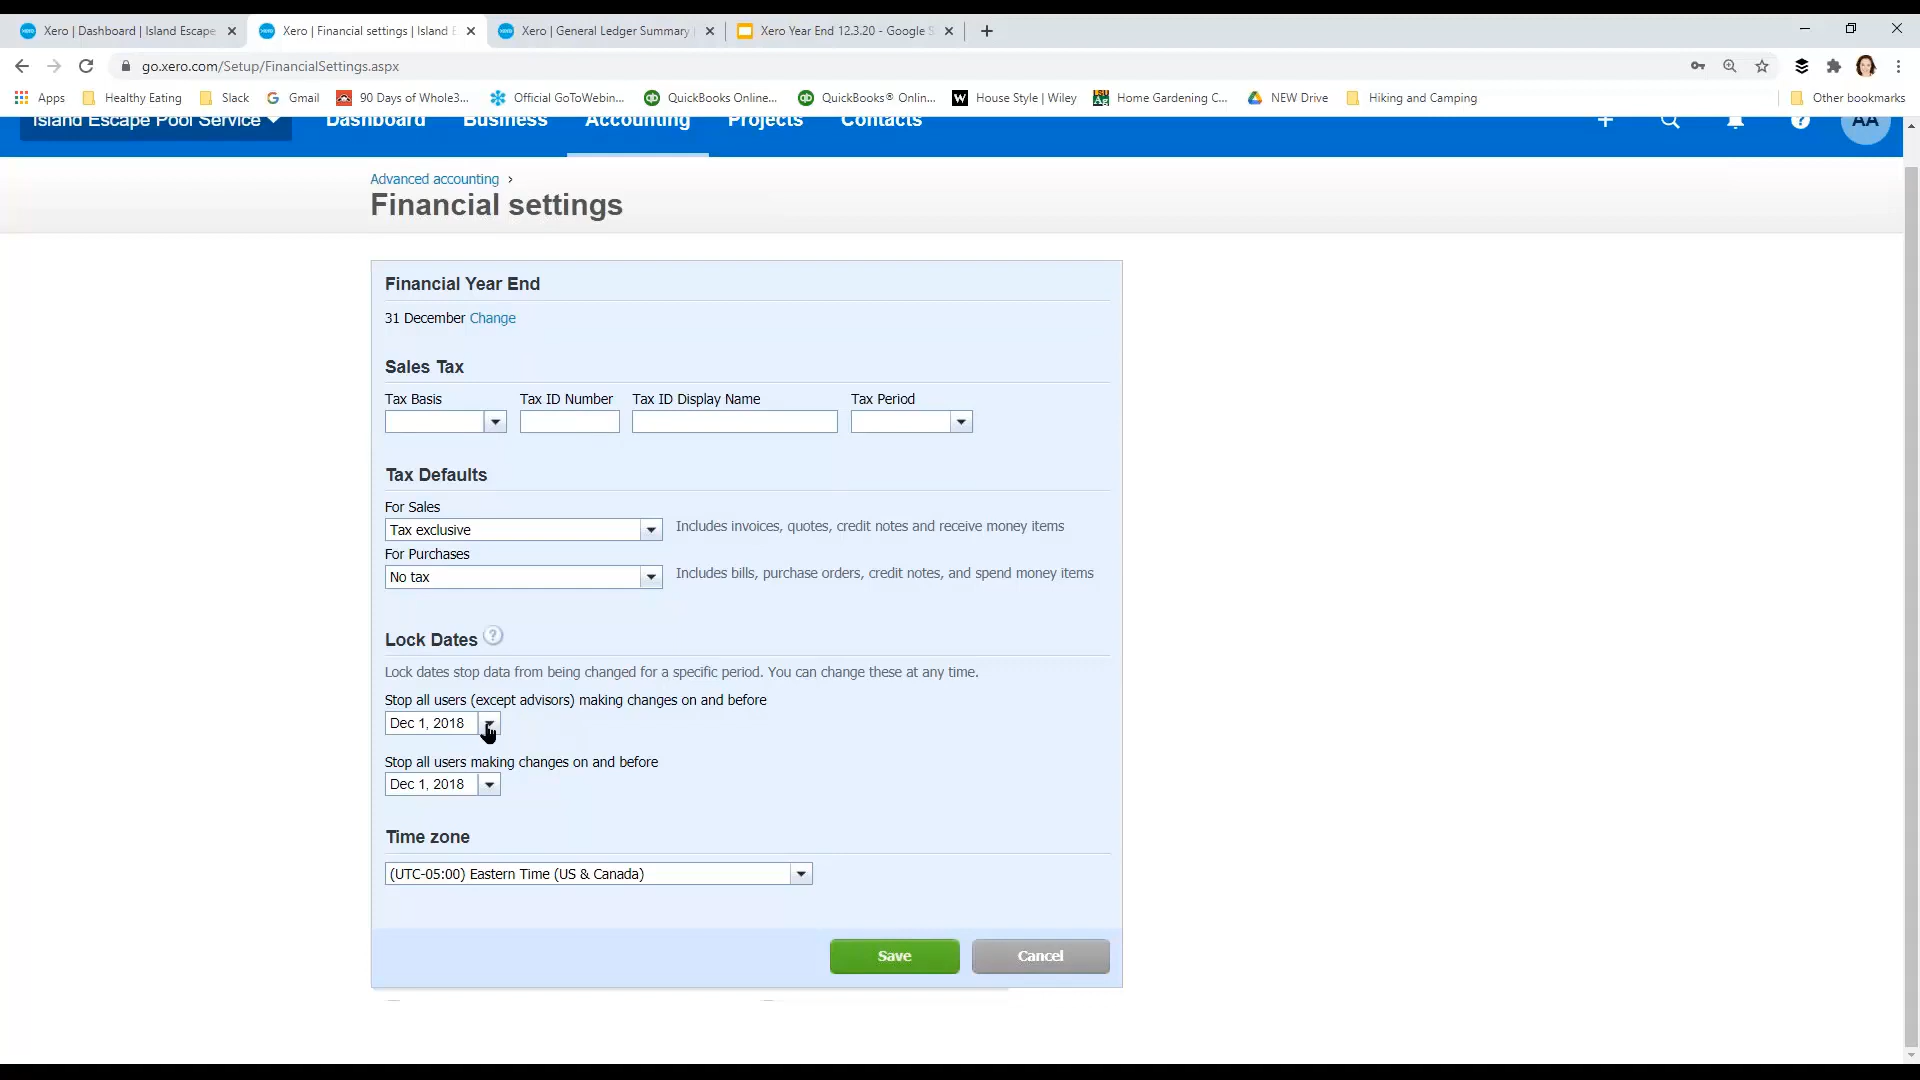 Xero | Dashboard | Island Escape
Xero | Financial settings | Island E
Xero | General Ledger Summary
Xero Year End 12.3.20 - Google S
go.xero.com/Setup/FinancialSettings.aspx
Apps Healthy Eating Slack Gmail 90 Days of Whole3... Official GoToWebin... QuickBooks Online... QuickBooks® Onlin... House Style | Wiley Home Gardening C... NEW Drive Hiking and Camping Other bookmarks
Island Escape Pool Service Dashboard Business Accounting Projects Contacts AA
Advanced accounting ›
Financial settings
Financial Year End
31 December Change
Sales Tax
Tax Basis Tax ID Number Tax ID Display Name Tax Period
Tax Defaults
For Sales
Tax exclusive Includes invoices, quotes, credit notes and receive money items
For Purchases
No tax Includes bills, purchase orders, credit notes, and spend money items
Lock Dates ?
Lock dates stop data from being changed for a specific period. You can change these at any time.
Stop all users (except advisors) making changes on and before
Dec 1, 2018
Stop all users making changes on and before
Dec 1, 2018
Time zone
(UTC-05:00) Eastern Time (US & Canada)
Save Cancel